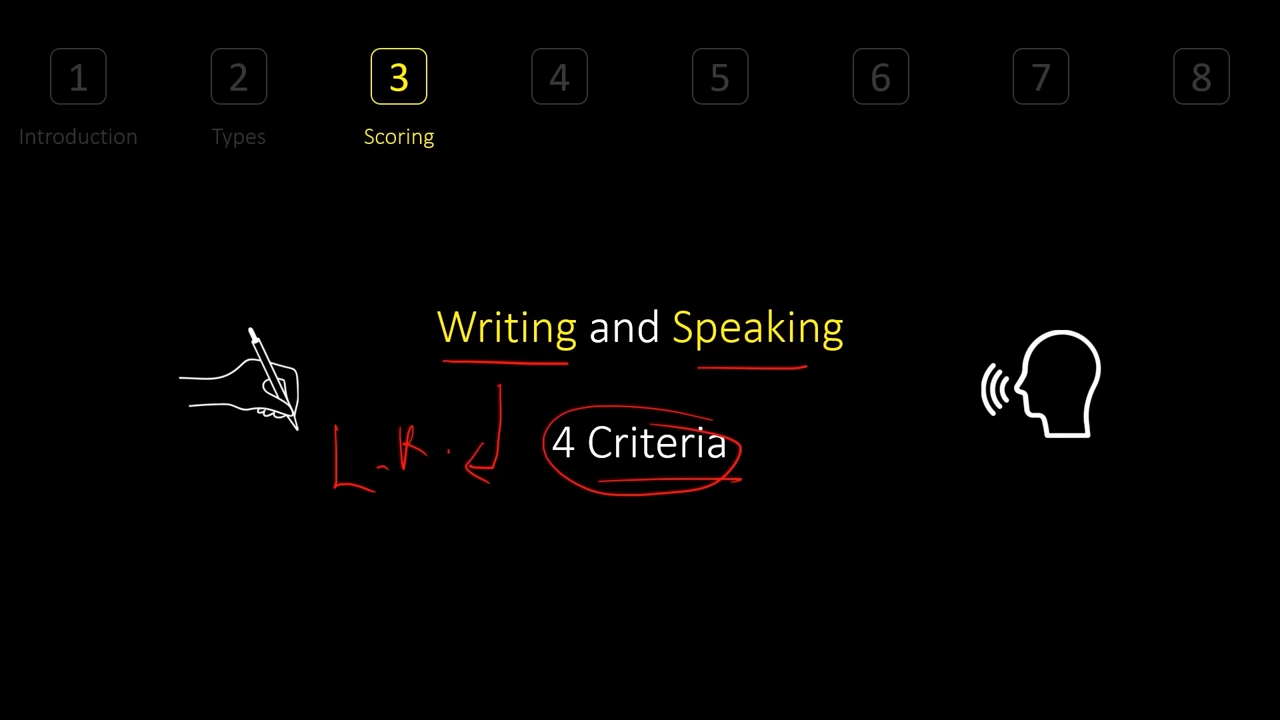 1 2 3 4 5 6 7 8
Introduction Types Scoring
Writing and Speaking
4 Criteria
L - R .